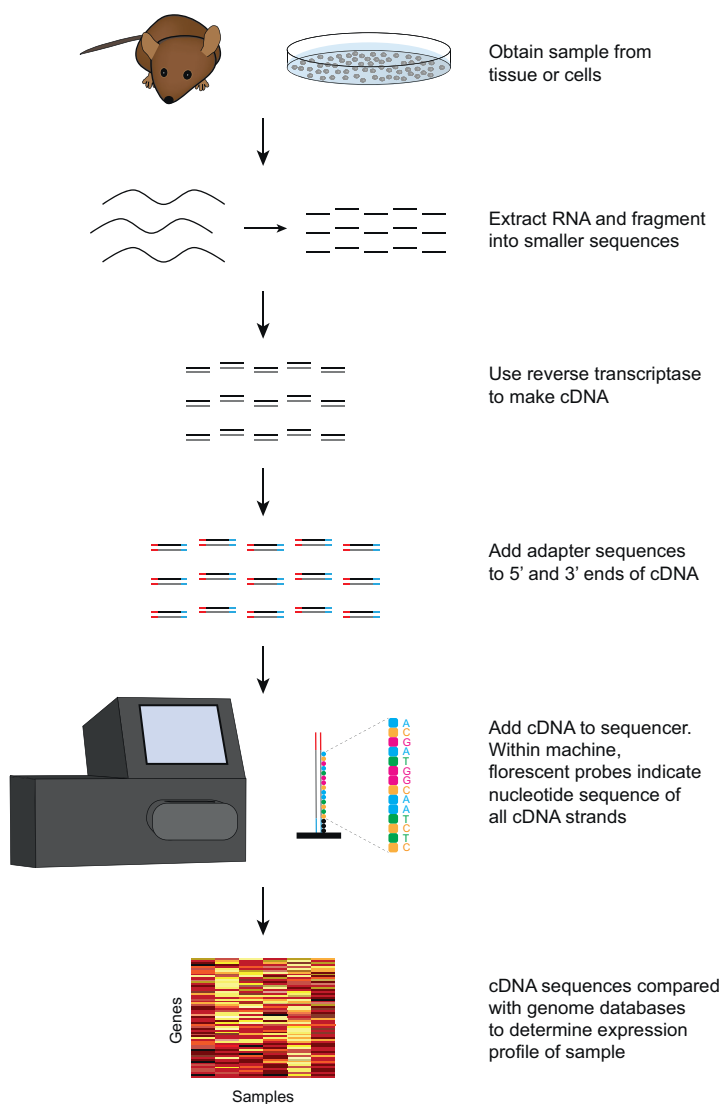 Obtain sample from
tissue or cells
Extract RNA and fragment
into smaller sequences
Use reverse transcriptase
to make cDNA
Add adapter sequences
to 5’ and 3’ ends of cDNA
Add cDNA to sequencer.
Within machine,
florescent probes indicate
nucleotide sequence of
all cDNA strands
A
C
G
A
T
G
G
C
A
A
T
C
T
C
cDNA sequences compared
with genome databases
to determine expression
profile of sample
Genes
Samples